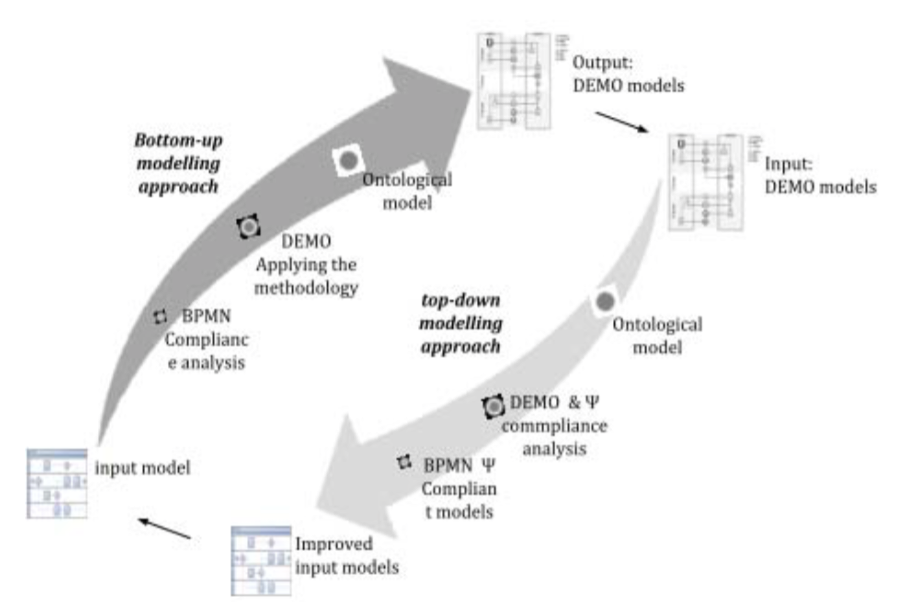 Output:
DEMO models
Input:
DEMO models
Bottom-up
modelling
approach
Ontological
model
DEMO
Applying the
methodology
BPMN
Complianc
e analysis
top-down
modelling
approach
Ontological
model
DEMO & Ψ
commpliance
analysis
BPMN Ψ
Complian
t models
input model
Improved
input models